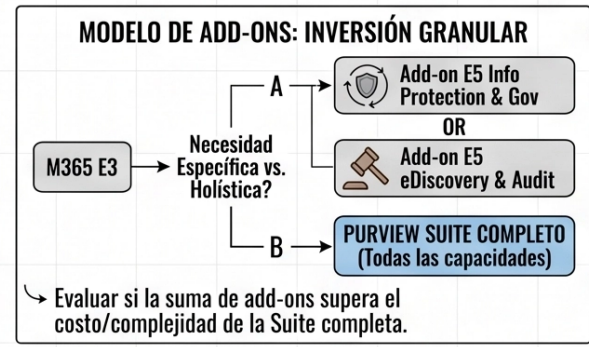 MODELO DE ADD-ONS: INVERSIÓN GRANULAR
M365 E3
Necesidad
Específica vs.
Holística?
A
Add-on E5 Info
Protection & Gov
OR
Add-on E5
eDiscovery & Audit
B
PURVIEW SUITE COMPLETO
(Todas las capacidades)
Evaluar si la suma de add-ons supera el
costo/complejidad de la Suite completa.